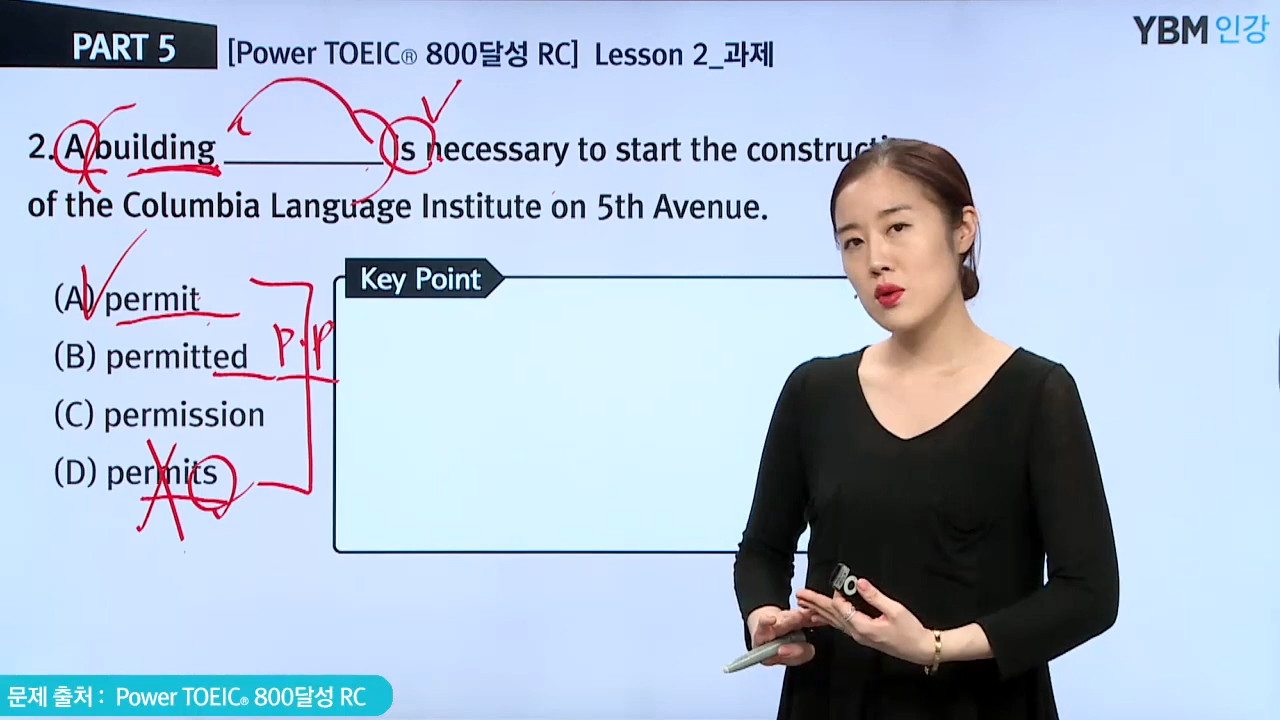 PART 5
[Power TOEIC® 800달성 RC] Lesson 2_과제
YBM 인강
2. A building ____________ is necessary to start the constructi
of the Columbia Language Institute on 5th Avenue.
(A) permit
(B) permitted
(C) permission
(D) permits
p.p
Key Point
문제 출처 : Power TOEIC® 800달성 RC